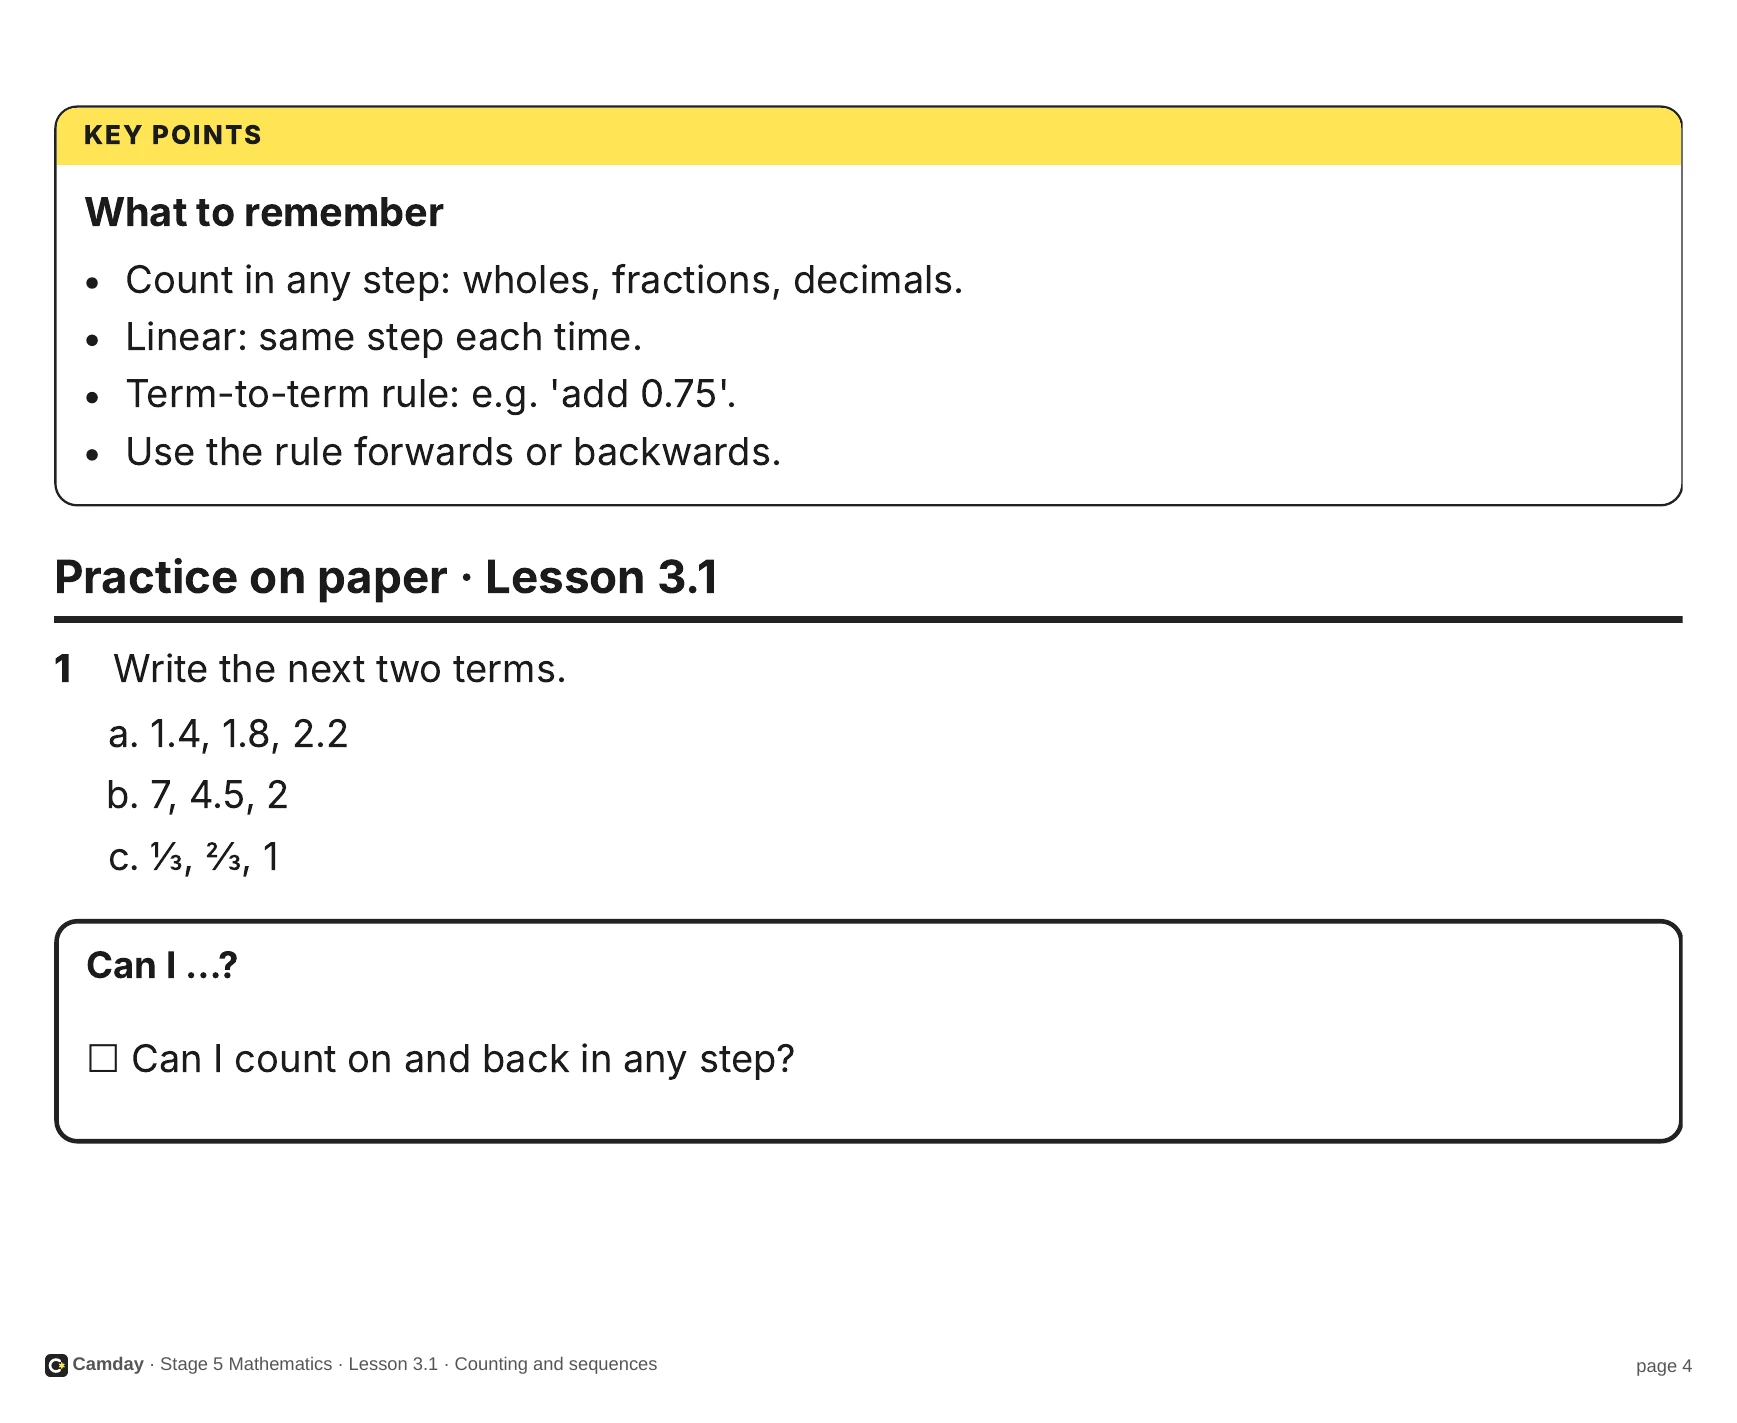 KEY POINTS
What to remember
• Count in any step: wholes, fractions, decimals.
• Linear: same step each time.
• Term-to-term rule: e.g. 'add 0.75'.
• Use the rule forwards or backwards.
Practice on paper · Lesson 3.1
1 Write the next two terms.
a. 1.4, 1.8, 2.2
b. 7, 4.5, 2
c. ⅓, ⅔, 1
Can I …?
☐ Can I count on and back in any step?
Camday · Stage 5 Mathematics · Lesson 3.1 · Counting and sequences
page 4